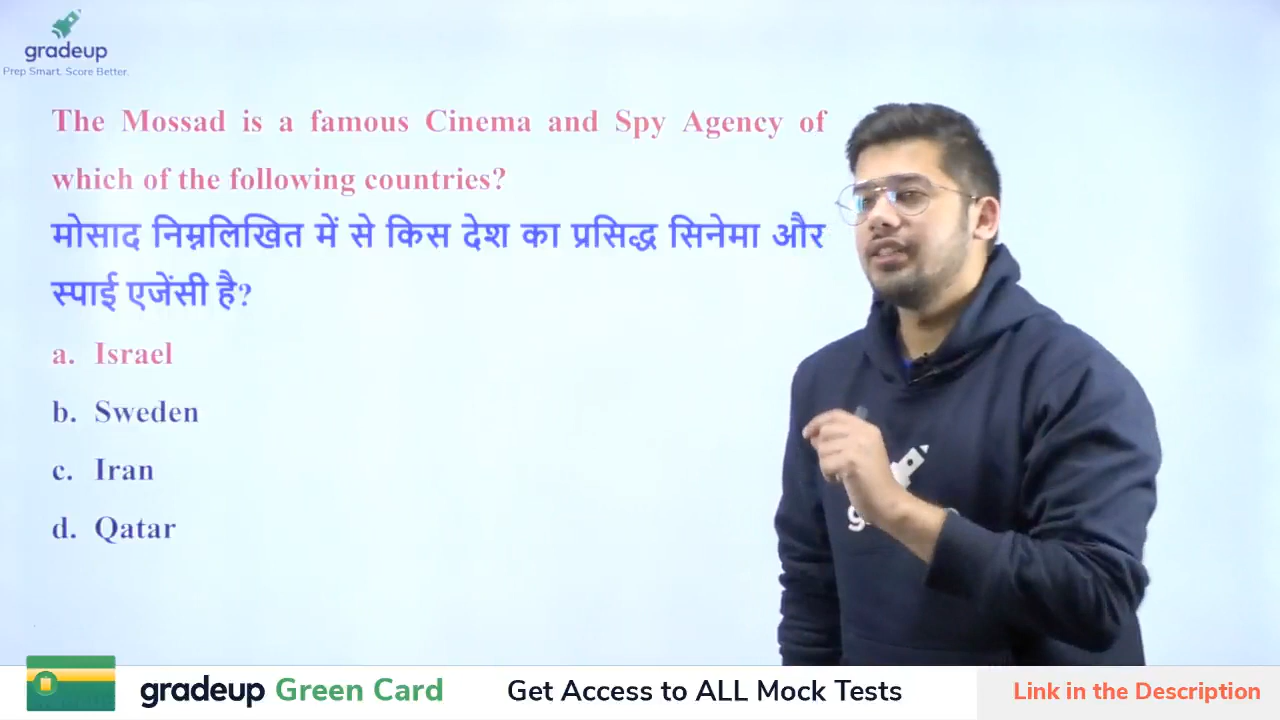 gradeup
Prep Smart. Score Better.
The Mossad is a famous Cinema and Spy Agency of
which of the following countries?
मोसाद निम्नलिखित में से किस देश का प्रसिद्ध सिनेमा और
स्पाई एजेंसी है?
a. Israel
b. Sweden
c. Iran
d. Qatar
gradeup Green Card
Get Access to ALL Mock Tests
Link in the Description